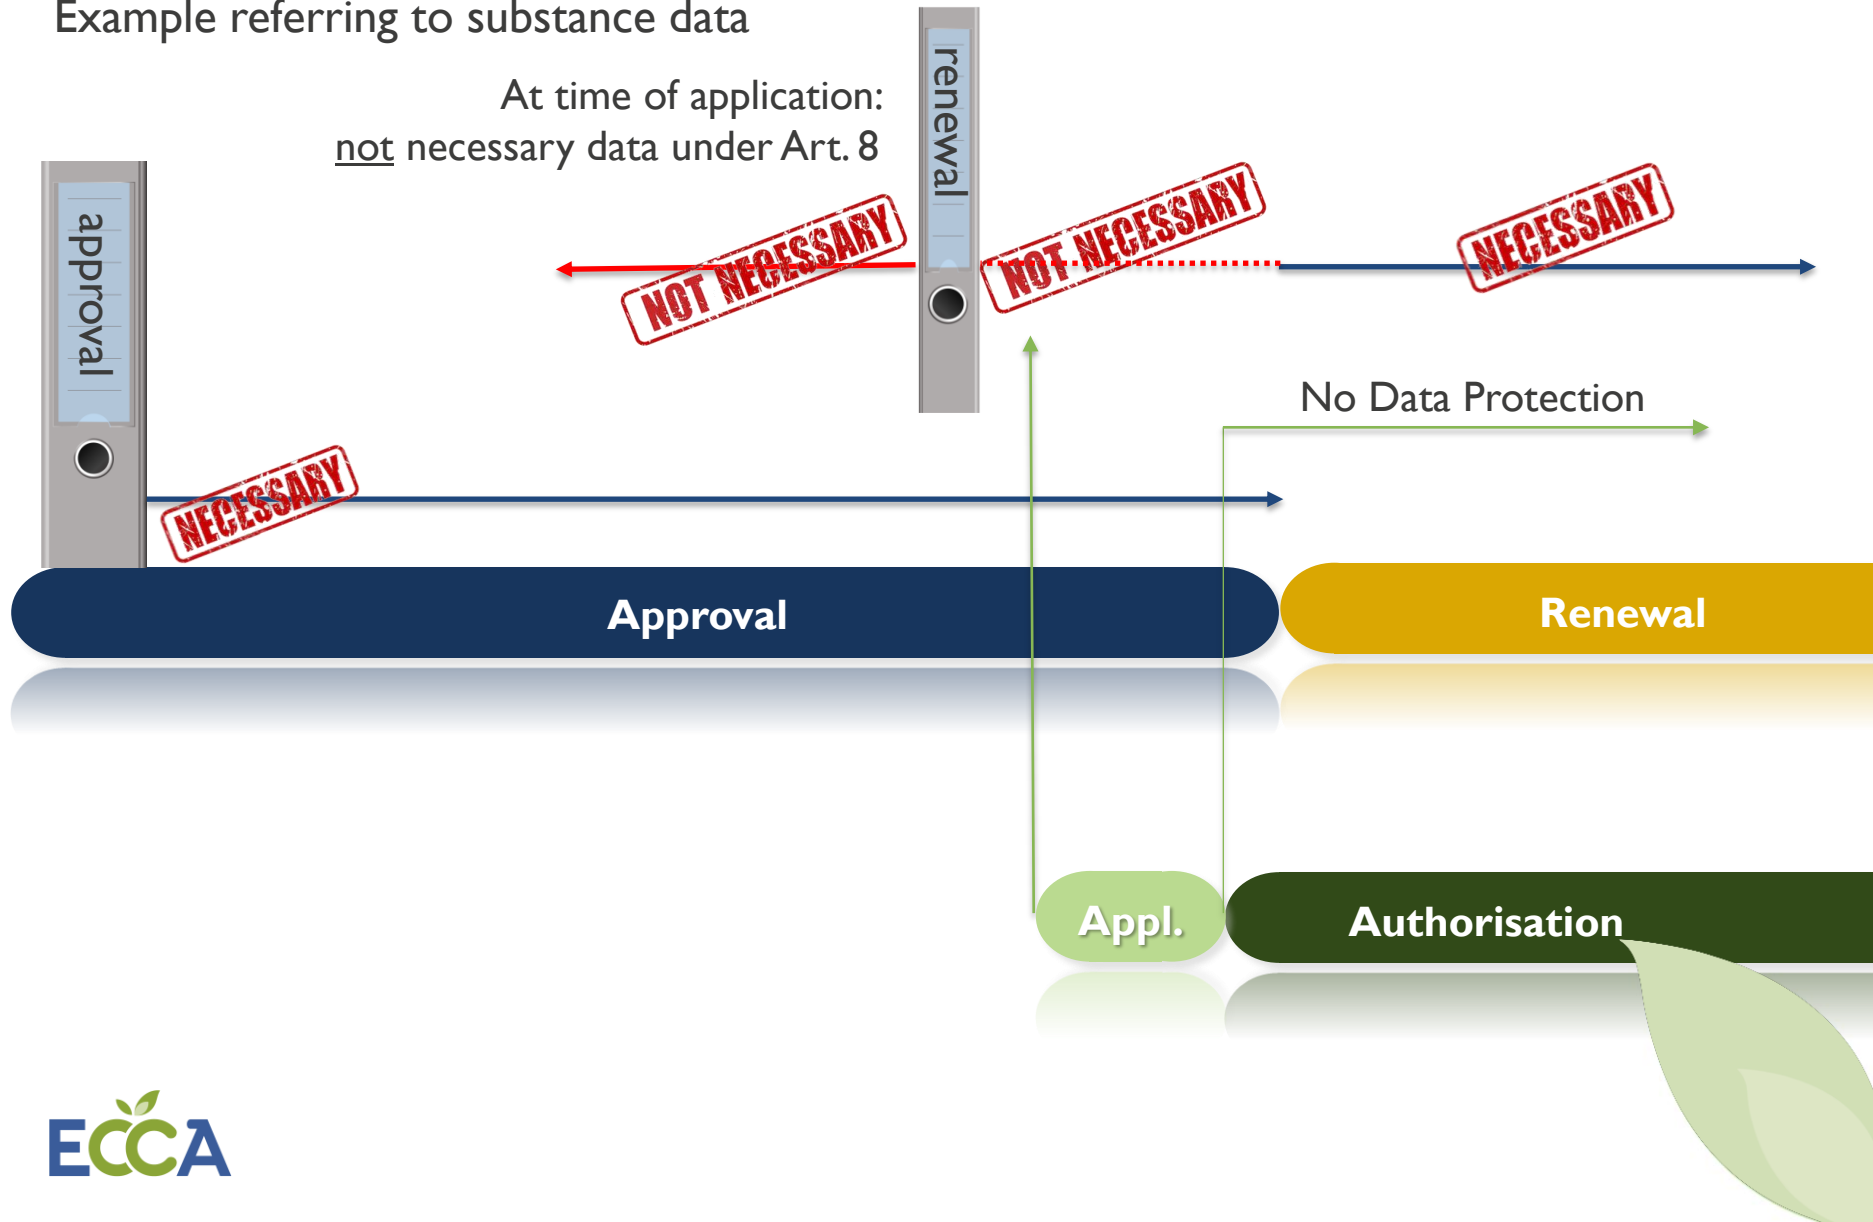 Example referring to substance data
At time of application:
not necessary data under Art. 8
renewal
approval
NOT NECESSARY
NOT NECESSARY
NECESSARY
No Data Protection
NECESSARY
Approval
Renewal
Appl.
Authorisation
ECCA